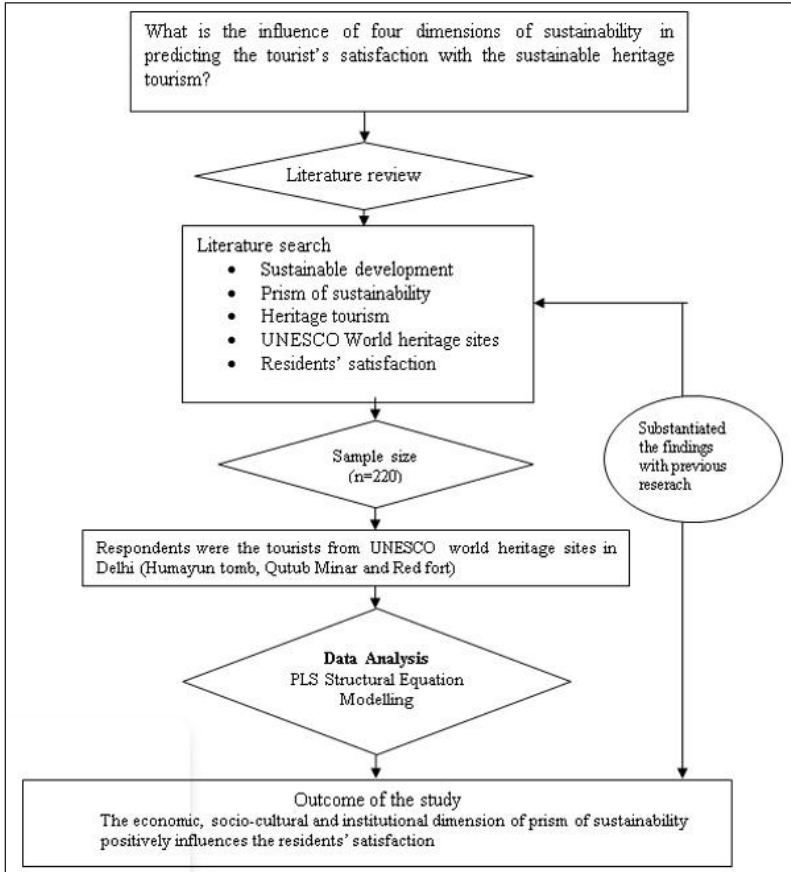 What is the influence of four dimensions of sustainability in
predicting the tourist's satisfaction with the sustainable heritage
tourism?
Literature review
Literature search
• Sustainable development
• Prism of sustainability
• Heritage tourism
• UNESCO World heritage sites
• Residents' satisfaction
Substantiated
the findings
with previous
reserach
Sample size
(n=220)
Respondents were the tourists from UNESCO world heritage sites in
Delhi (Humayun tomb, Qutub Minar and Red fort)
Data Analysis
PLS Structural Equation
Modelling
Outcome of the study
The economic, socio-cultural and institutional dimension of prism of sustainability
positively influences the residents' satisfaction